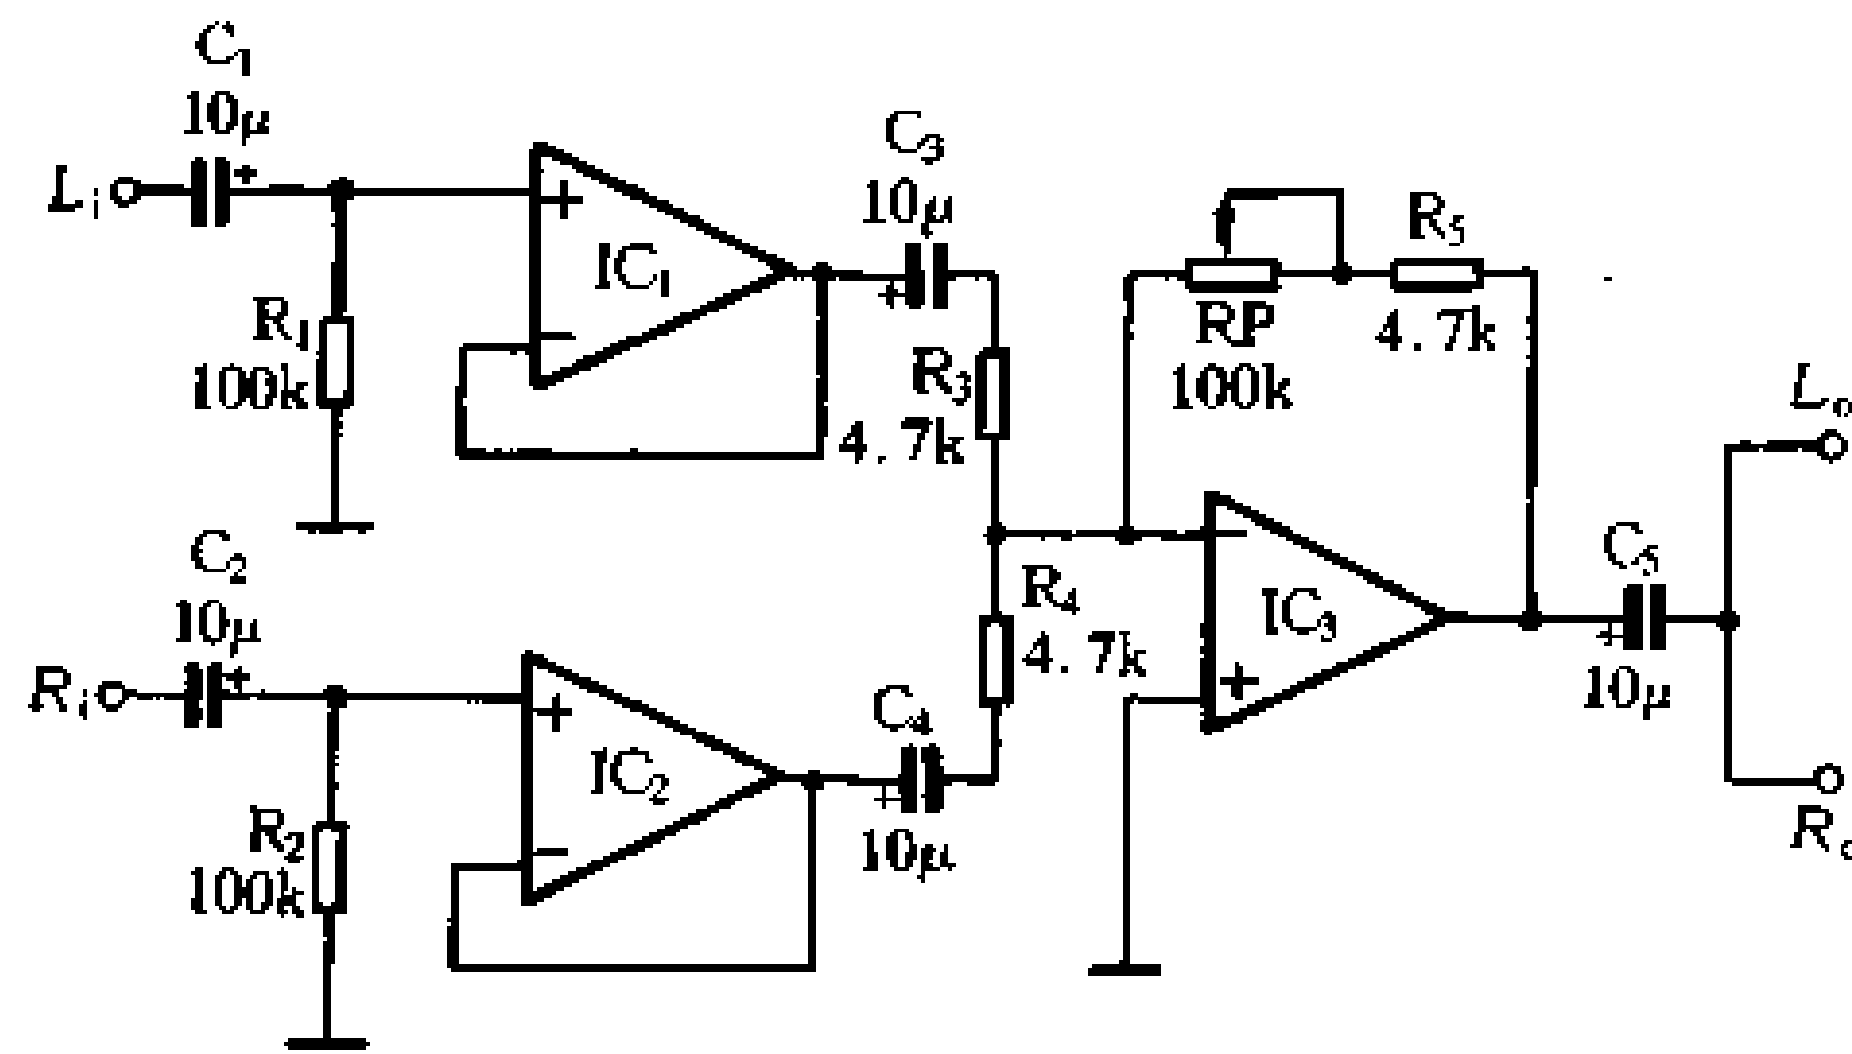 C₁
10μ
Lᵢ
+
+
−
IC₁
R₁
100k
C₃
10μ
+
R₃
4.7k
RP
100k
R₅
4.7k
Lₒ
C₂
10μ
Rᵢ
+
+
−
IC₂
R₂
100k
C₄
10μ
+
R₄
4.7k
−
+
IC₃
C₅
+
10μ
Rₒ